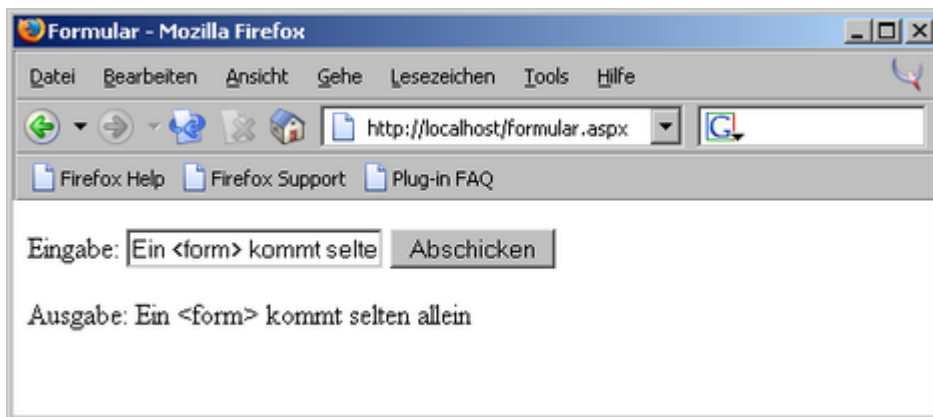 Formular - Mozilla Firefox
Datei Bearbeiten Ansicht Gehe Lesezeichen Tools Hilfe
http://localhost/formular.aspx G
Firefox Help Firefox Support Plug-in FAQ
Eingabe: Ein <form> kommt selte Abschicken
Ausgabe: Ein <form> kommt selten allein